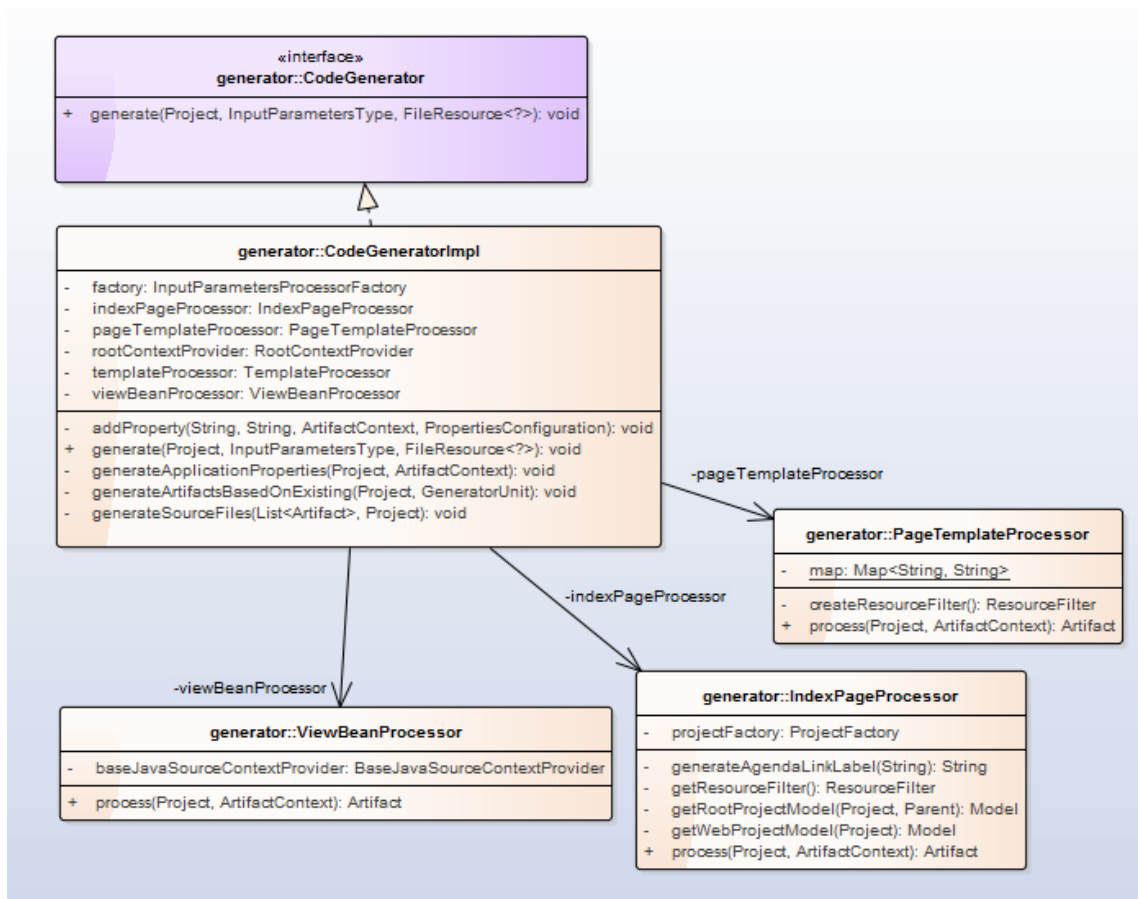 «interface»
generator::CodeGenerator
+ generate(Project, InputParametersType, FileResource<?>): void
generator::CodeGeneratorImpl
- factory: InputParametersProcessorFactory
- indexPageProcessor: IndexPageProcessor
- pageTemplateProcessor: PageTemplateProcessor
- rootContextProvider: RootContextProvider
- templateProcessor: TemplateProcessor
- viewBeanProcessor: ViewBeanProcessor
- addProperty(String, String, ArtifactContext, PropertiesConfiguration): void
+ generate(Project, InputParametersType, FileResource<?>): void
- generateApplicationProperties(Project, ArtifactContext): void
- generateArtifactsBasedOnExisting(Project, GeneratorUnit): void
- generateSourceFiles(List<Artifact>, Project): void
-pageTemplateProcessor
generator::PageTemplateProcessor
- map: Map<String, String>
- createResourceFilter(): ResourceFilter
+ process(Project, ArtifactContext): Artifact
-indexPageProcessor
-viewBeanProcessor
generator::ViewBeanProcessor
- baseJavaSourceContextProvider: BaseJavaSourceContextProvider
+ process(Project, ArtifactContext): Artifact
generator::IndexPageProcessor
- projectFactory: ProjectFactory
- generateAgendaLinkLabel(String): String
- getResourceFilter(): ResourceFilter
- getRootProjectModel(Project, Parent): Model
- getWebProjectModel(Project): Model
+ process(Project, ArtifactContext): Artifact